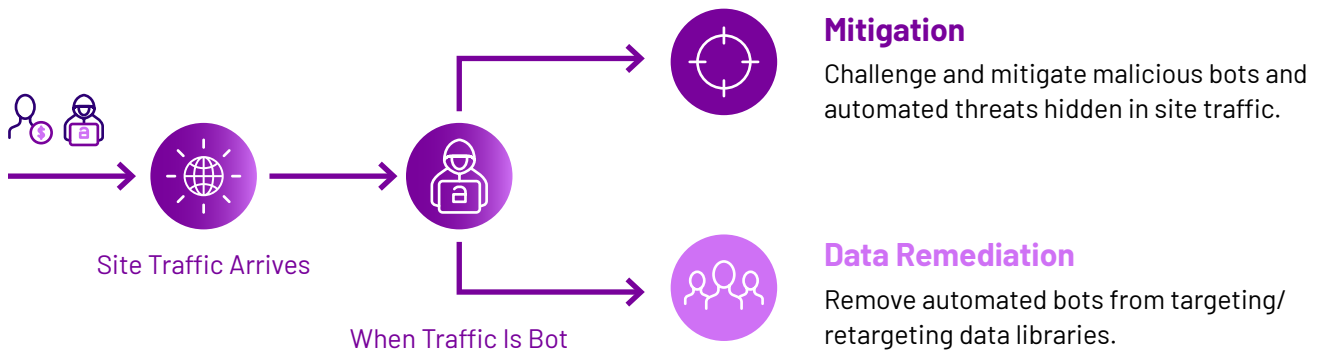 Mitigation
Challenge and mitigate malicious bots and
automated threats hidden in site traffic.
$
a
a
Site Traffic Arrives
When Traffic Is Bot
Data Remediation
Remove automated bots from targeting/
retargeting data libraries.